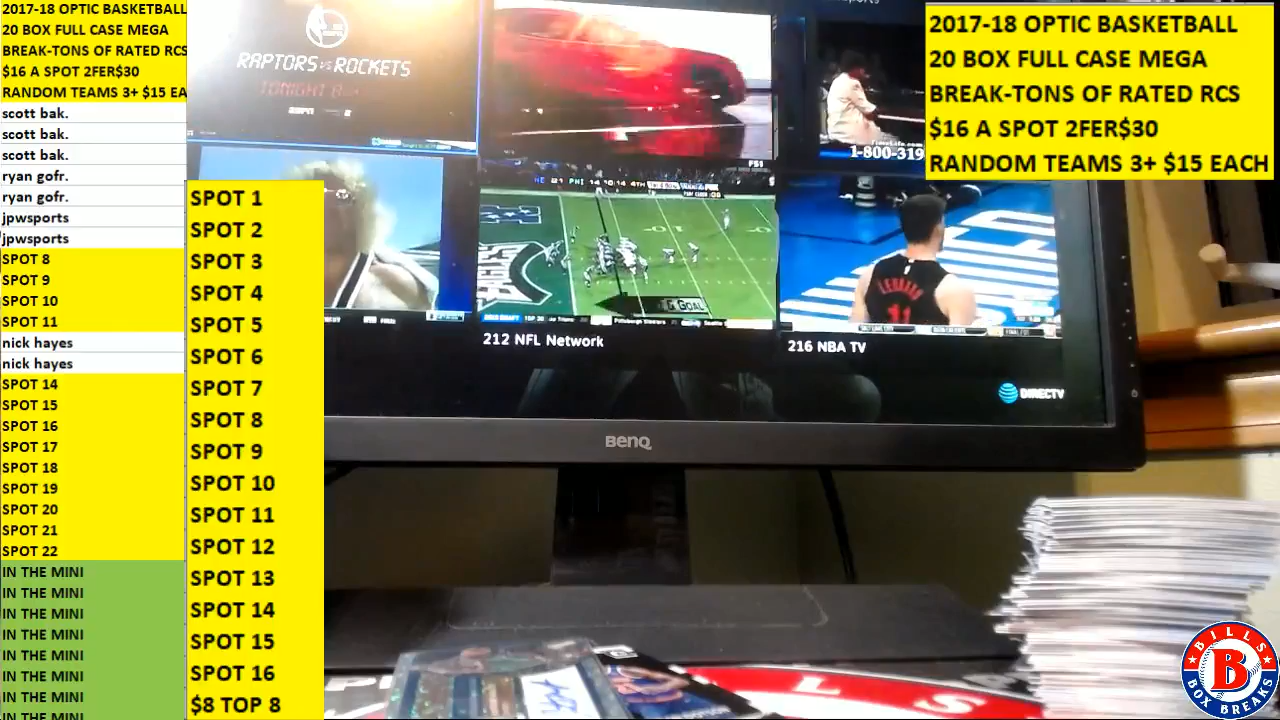 2017-18 OPTIC BASKETBALL
20 BOX FULL CASE MEGA
BREAK-TONS OF RATED RCS
$16 A SPOT 2FER$30
RANDOM TEAMS 3+ $15 EA
scott bak.
scott bak.
scott bak.
ryan gofr.
ryan gofr.
jpwsports
jpwsports
SPOT 8
SPOT 9
SPOT 10
SPOT 11
nick hayes
nick hayes
SPOT 14
SPOT 15
SPOT 16
SPOT 17
SPOT 18
SPOT 19
SPOT 20
SPOT 21
SPOT 22
IN THE MINI
IN THE MINI
IN THE MINI
IN THE MINI
IN THE MINI
IN THE MINI
IN THE MINI
IN THE MINI
SPOT 1
SPOT 2
SPOT 3
SPOT 4
SPOT 5
SPOT 6
SPOT 7
SPOT 8
SPOT 9
SPOT 10
SPOT 11
SPOT 12
SPOT 13
SPOT 14
SPOT 15
SPOT 16
$8 TOP 8
RAPTORS VS ROCKETS
TONIGHT
ESPN
FS1
1-800-319
GOAL
212 NFL Network
216 NBA TV
11
DIRECTV
BenQ
2017-18 OPTIC BASKETBALL
20 BOX FULL CASE MEGA
BREAK-TONS OF RATED RCS
$16 A SPOT 2FER$30
RANDOM TEAMS 3+ $15 EACH
L S
BILLS
B
BOX BREAKS